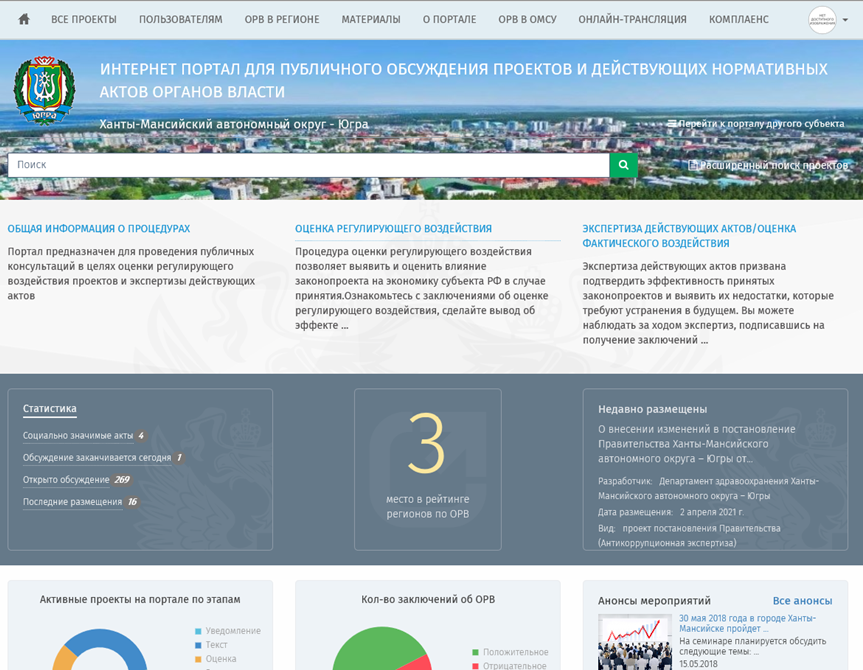 ВСЕ ПРОЕКТЫ ПОЛЬЗОВАТЕЛЯМ ОРВ В РЕГИОНЕ МАТЕРИАЛЫ О ПОРТАЛЕ ОРВ В ОМСУ ОНЛАЙН-ТРАНСЛЯЦИЯ КОМПЛАЕНС
ИНТЕРНЕТ ПОРТАЛ ДЛЯ ПУБЛИЧНОГО ОБСУЖДЕНИЯ ПРОЕКТОВ И ДЕЙСТВУЮЩИХ НОРМАТИВНЫХ
АКТОВ ОРГАНОВ ВЛАСТИ
ЮГРА
Ханты-Мансийский автономный округ - Югра
Перейти к порталу другого субъекта
Поиск
Расширенный поиск проектов
ОБЩАЯ ИНФОРМАЦИЯ О ПРОЦЕДУРАХ
Портал предназначен для проведения публичных
консультаций в целях оценки регулирующего
воздействия проектов и экспертизы действующих
актов
ОЦЕНКА РЕГУЛИРУЮЩЕГО ВОЗДЕЙСТВИЯ
Процедура оценки регулирующего воздействия
позволяет выявить и оценить влияние
законопроекта на экономику субъекта РФ в случае
принятия.Ознакомьтесь с заключениями об оценке
регулирующего воздействия, сделайте вывод об
эффекте ...
ЭКСПЕРТИЗА ДЕЙСТВУЮЩИХ АКТОВ/ОЦЕНКА
ФАКТИЧЕСКОГО ВОЗДЕЙСТВИЯ
Экспертиза действующих актов призвана
подтвердить эффективность принятых
законопроектов и выявить их недостатки, которые
требуют устранения в будущем. Вы можете
наблюдать за ходом экспертиз, подписавшись на
получение заключений ...
Статистика
Социально значимые акты 4
Обсуждение заканчивается сегодня 1
Открыто обсуждение 269
Последние размещения 16
3
место в рейтинге
регионов по ОРВ
Недавно размещены
О внесении изменений в постановление
Правительства Ханты-Мансийского
автономного округа – Югры от...
Разработчик: Департамент здравоохранения Ханты-
Мансийского автономного округа – Югры
Дата размещения: 2 апреля 2021 г.
Вид: проект постановления Правительства
(Антикоррупционная экспертиза)
Активные проекты на портале по этапам
Уведомление
Текст
Оценка
Кол-во заключений об ОРВ
Положительное
Отрицательное
Анонсы мероприятий Все анонсы
30 мая 2018 года в городе Ханты-
Мансийске пройдет ...
На семинаре планируется обсудить
следующие темы: ...
15.05.2018